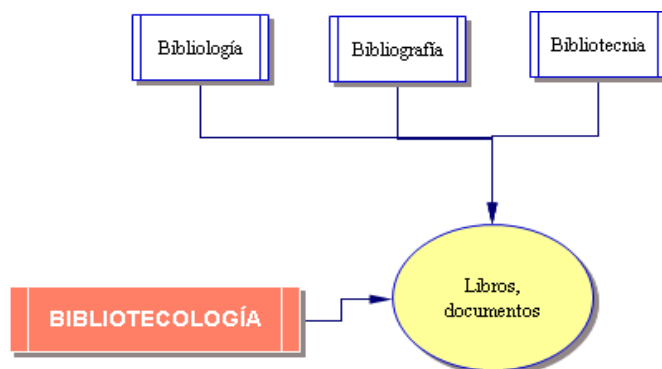 Bibliología
Bibliografía
Bibliotecnia
Libros,
documentos
BIBLIOTECOLOGÍA